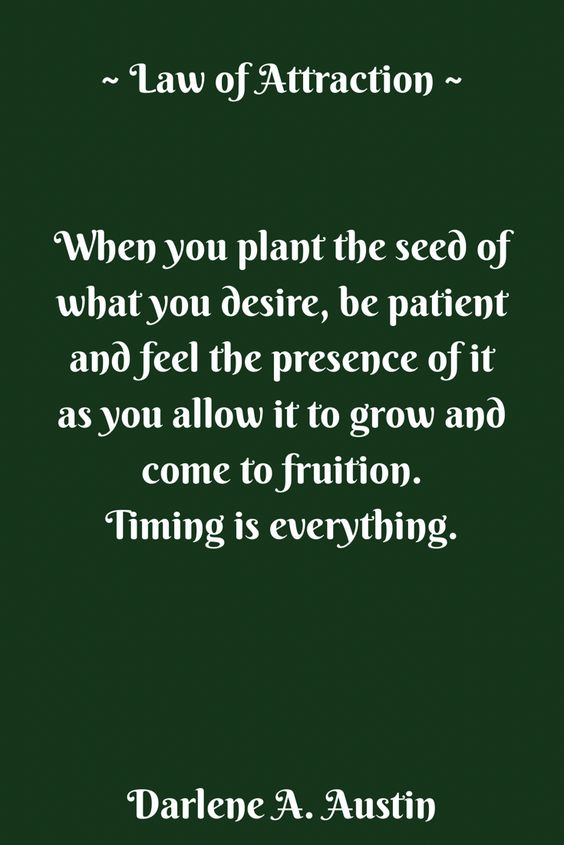 ~ Law of Attraction ~
When you plant the seed of
what you desire, be patient
and feel the presence of it
as you allow it to grow and
come to fruition.
Timing is everything.
Darlene A. Austin